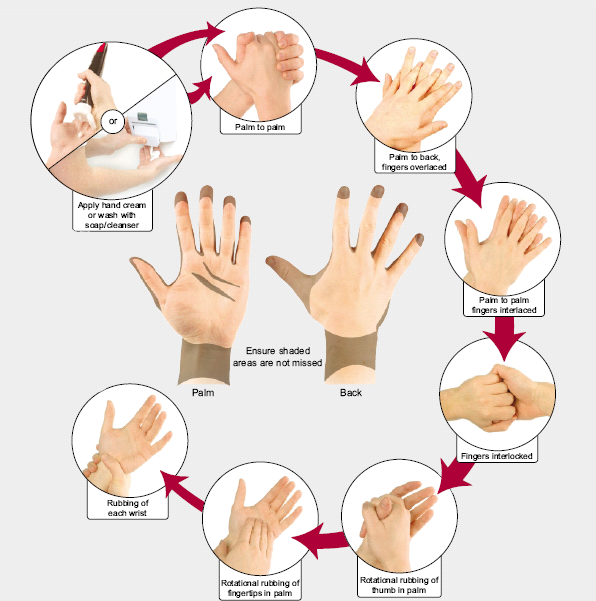 or
Apply hand cream
or wash with
soap/cleanser
Palm to palm
Palm to back,
fingers overlaced
Palm to palm
fingers interlaced
Fingers interlocked
Rotational rubbing of
thumb in palm
Rotational rubbing of
fingertips in palm
Rubbing of
each wrist
Ensure shaded
areas are not missed
Palm
Back